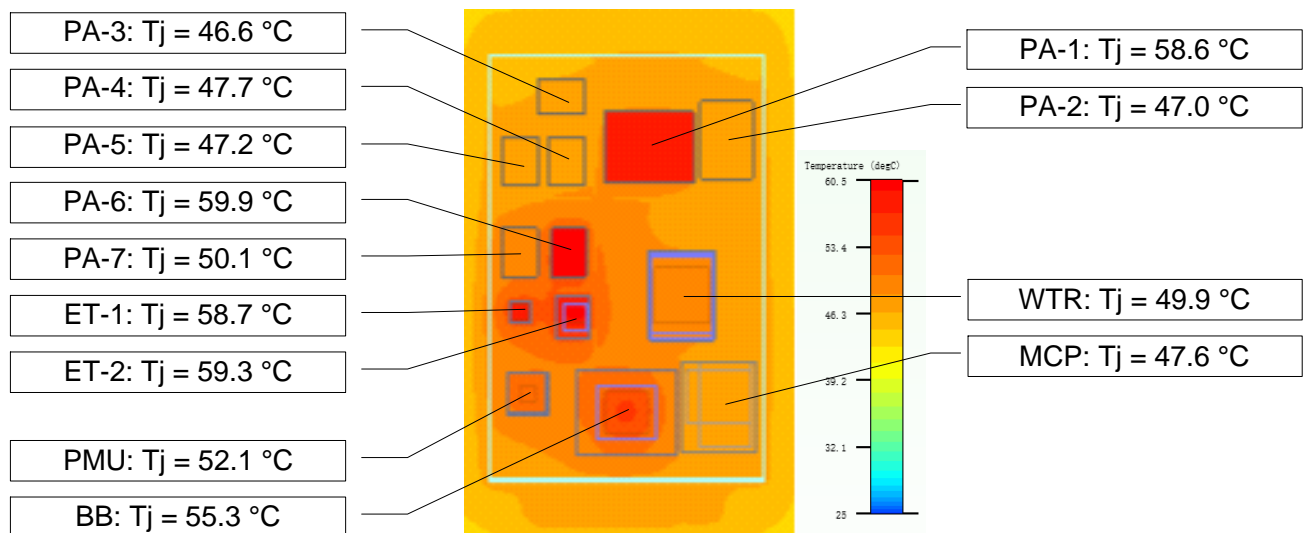 PA-3: Tj = 46.6 °C
PA-4: Tj = 47.7 °C
PA-5: Tj = 47.2 °C
PA-6: Tj = 59.9 °C
PA-7: Tj = 50.1 °C
ET-1: Tj = 58.7 °C
ET-2: Tj = 59.3 °C
PMU: Tj = 52.1 °C
BB: Tj = 55.3 °C
PA-1: Tj = 58.6 °C
PA-2: Tj = 47.0 °C
WTR: Tj = 49.9 °C
MCP: Tj = 47.6 °C
Temperature (degC)
60.5
53.4
46.3
39.2
32.1
25